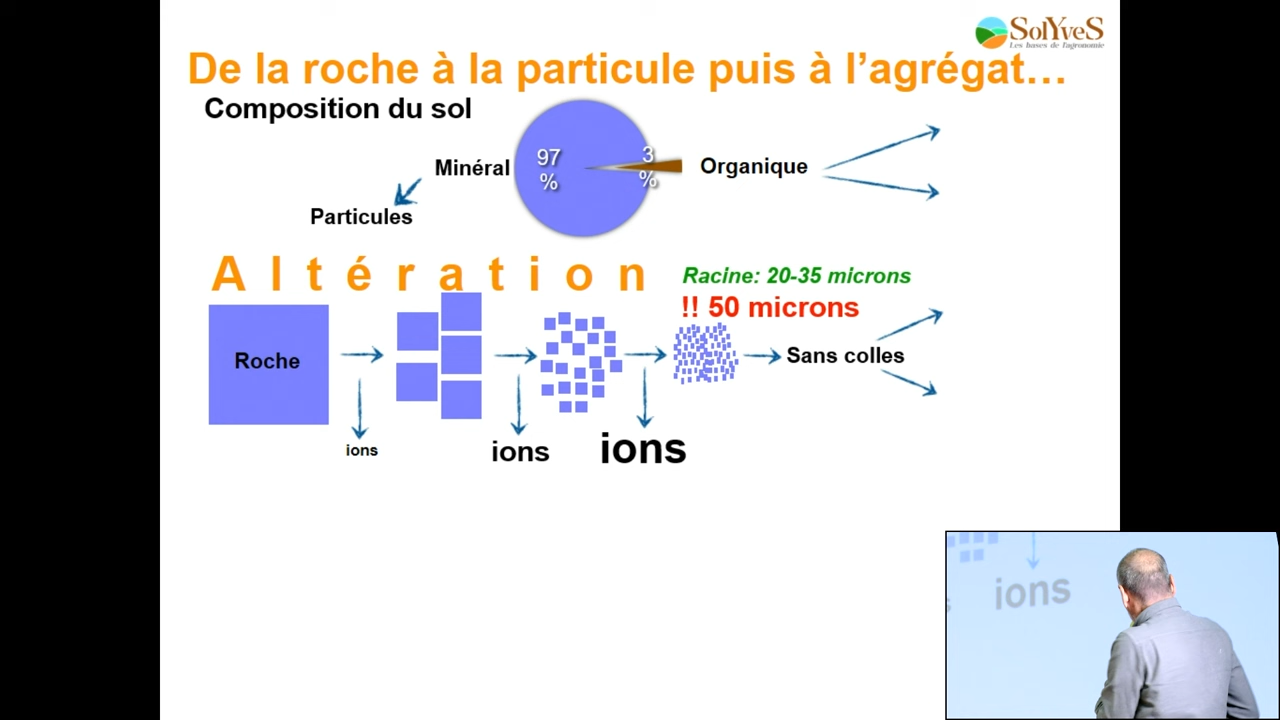 SolYveS
Les bases de l'agronomie
De la roche à la particule puis à l’agrégat…
Composition du sol
Minéral
97
%
3
%
Organique
Particules
Altération
Racine: 20-35 microns
!! 50 microns
Roche
Sans colles
ions
ions
ions
ions